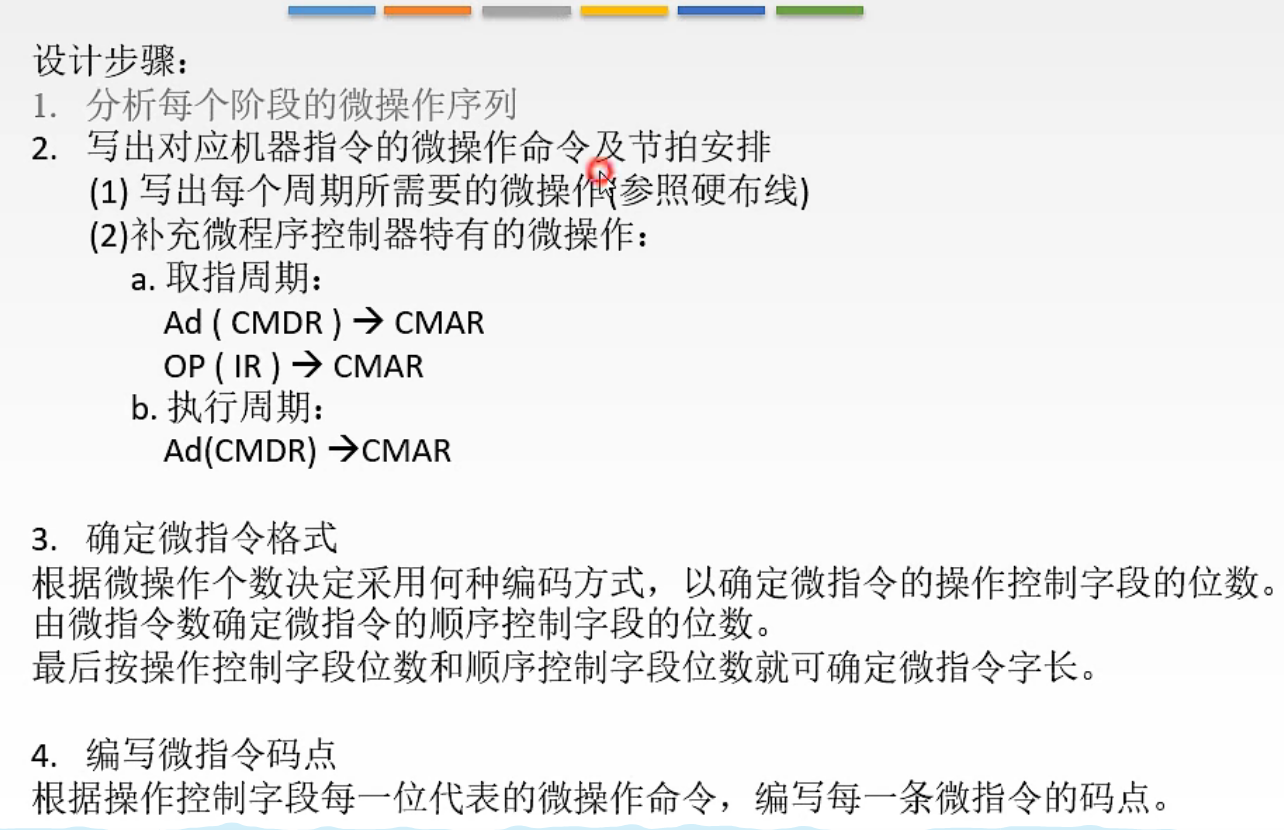 设计步骤：
1. 分析每个阶段的微操作序列
2. 写出对应机器指令的微操作命令及节拍安排
(1) 写出每个周期所需要的微操作(参照硬布线)
(2)补充微程序控制器特有的微操作：
a. 取指周期：
Ad ( CMDR ) → CMAR
OP ( IR ) → CMAR
b. 执行周期：
Ad(CMDR) →CMAR
3. 确定微指令格式
根据微操作个数决定采用何种编码方式，以确定微指令的操作控制字段的位数。
由微指令数确定微指令的顺序控制字段的位数。
最后按操作控制字段位数和顺序控制字段位数就可确定微指令字长。
4. 编写微指令码点
根据操作控制字段每一位代表的微操作命令，编写每一条微指令的码点。